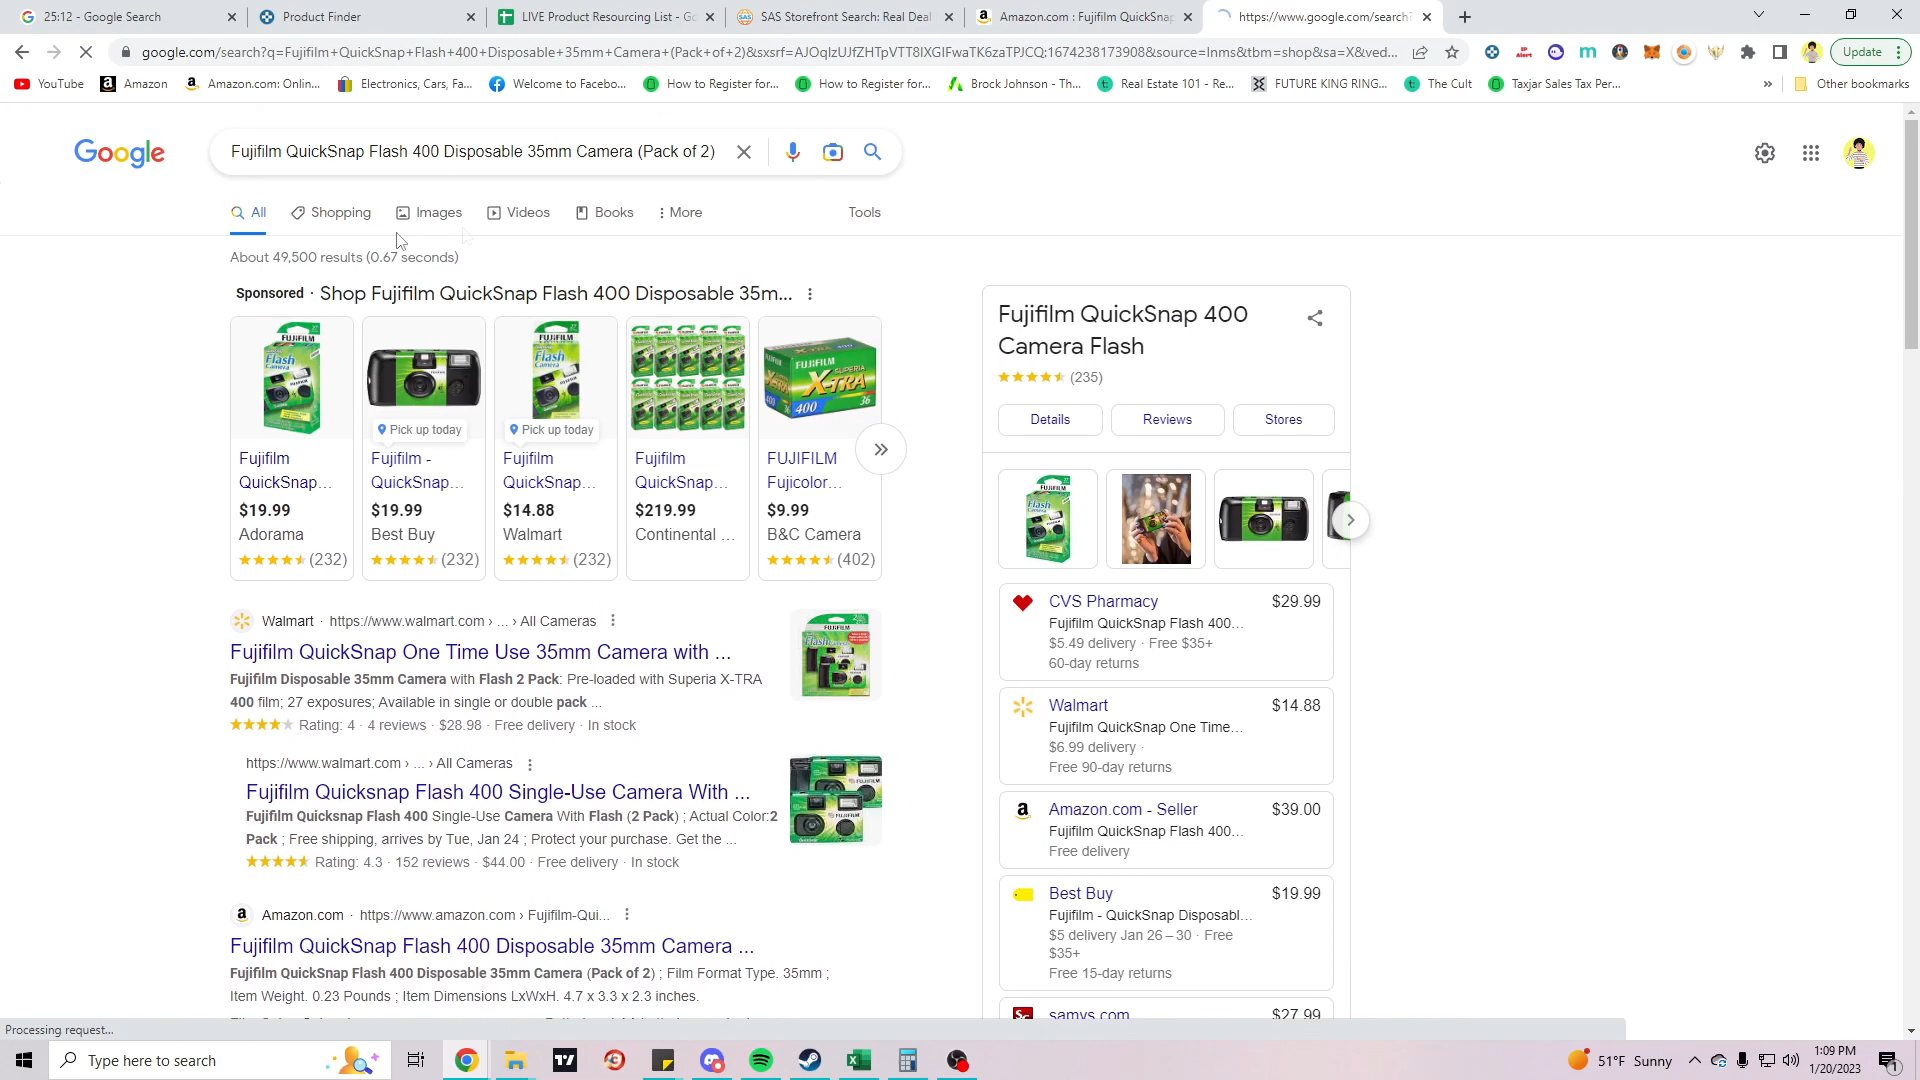 25:12 - Google Search
Product Finder
LIVE Product Resourcing List - Go
SAS Storefront Search: Real Deal
Amazon.com : Fujifilm QuickSnap
https://www.google.com/search?
google.com/search?q=Fujifilm+QuickSnap+Flash+400+Disposable+35mm+Camera+(Pack+of+2)&sxsrf=AJOqlzUfZHTpVTT8lXGIFwaTK6zaTPJCQ:1674238173908&source=lnms&tbm=shop&sa=X&ved...
Update
YouTube
Amazon
Amazon.com: Onlin...
Electronics, Cars, Fa...
Welcome to Facebo...
How to Register for...
How to Register for...
Brock Johnson - Th...
Real Estate 101 - Re...
FUTURE KING RING...
The Cult
Taxjar Sales Tax Per...
»
Other bookmarks
Google
Fujifilm QuickSnap Flash 400 Disposable 35mm Camera (Pack of 2)
All
Shopping
Images
Videos
Books
More
Tools
About 49,500 results (0.67 seconds)
Sponsored · Shop Fujifilm QuickSnap Flash 400 Disposable 35m...
Pick up today
Pick up today
Fujifilm QuickSnap...
$19.99
Adorama
(232)
Fujifilm - QuickSnap...
$19.99
Best Buy
(232)
Fujifilm QuickSnap...
$14.88
Walmart
(232)
Fujifilm QuickSnap...
$219.99
Continental ...
FUJIFILM Fujicolor...
$9.99
B&C Camera
(402)
Walmart · https://www.walmart.com › ... › All Cameras
Fujifilm QuickSnap One Time Use 35mm Camera with ...
Fujifilm Disposable 35mm Camera with Flash 2 Pack: Pre-loaded with Superia X-TRA
400 film; 27 exposures; Available in single or double pack ...
Rating: 4 · 4 reviews · $28.98 · Free delivery · In stock
https://www.walmart.com › ... › All Cameras
Fujifilm Quicksnap Flash 400 Single-Use Camera With ...
Fujifilm Quicksnap Flash 400 Single-Use Camera With Flash (2 Pack) ; Actual Color:2
Pack ; Free shipping, arrives by Tue, Jan 24 ; Protect your purchase. Get the ...
Rating: 4.3 · 152 reviews · $44.00 · Free delivery · In stock
Amazon.com · https://www.amazon.com › Fujifilm-Qui...
Fujifilm QuickSnap Flash 400 Disposable 35mm Camera ...
Fujifilm QuickSnap Flash 400 Disposable 35mm Camera (Pack of 2) ; Film Format Type. 35mm ;
Item Weight. 0.23 Pounds ; Item Dimensions LxWxH. 4.7 x 3.3 x 2.3 inches.
Fujifilm QuickSnap 400
Camera Flash
(235)
Details
Reviews
Stores
CVS Pharmacy
$29.99
Fujifilm QuickSnap Flash 400...
$5.49 delivery · Free $35+
60-day returns
Walmart
$14.88
Fujifilm QuickSnap One Time...
$6.99 delivery ·
Free 90-day returns
Amazon.com - Seller
$39.00
Fujifilm QuickSnap Flash 400...
Free delivery
Best Buy
$19.99
Fujifilm - QuickSnap Disposabl...
$5 delivery Jan 26 – 30 · Free
$35+
Free 15-day returns
samys.com
$27.99
Processing request...
Type here to search
51°F Sunny
1:09 PM
1/20/2023